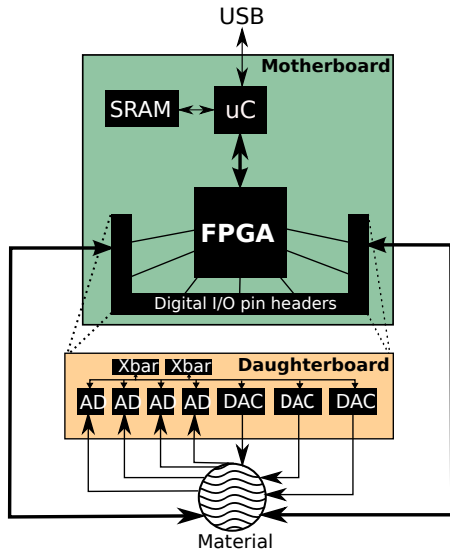 USB
Motherboard
SRAM
uC
FPGA
Digital I/O pin headers
Daughterboard
Xbar Xbar
AD AD AD AD DAC DAC DAC
Material